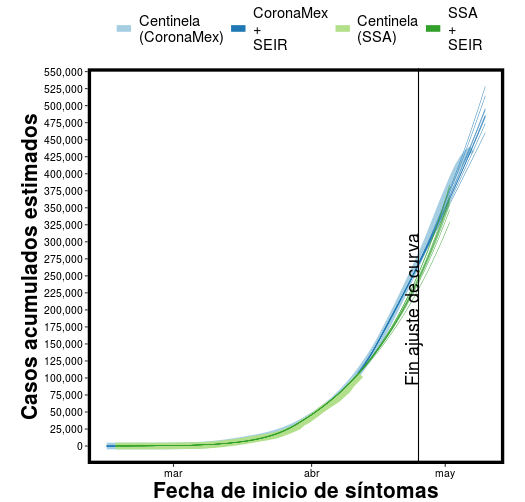 Centinela
(CoronaMex)
CoronaMex
+
SEIR
Centinela
(SSA)
SSA
+
SEIR
Casos acumulados estimados
550,000
525,000
500,000
475,000
450,000
425,000
400,000
375,000
350,000
325,000
300,000
275,000
250,000
225,000
200,000
175,000
150,000
125,000
100,000
75,000
50,000
25,000
0
Fin ajuste de curva
mar
abr
may
Fecha de inicio de síntomas